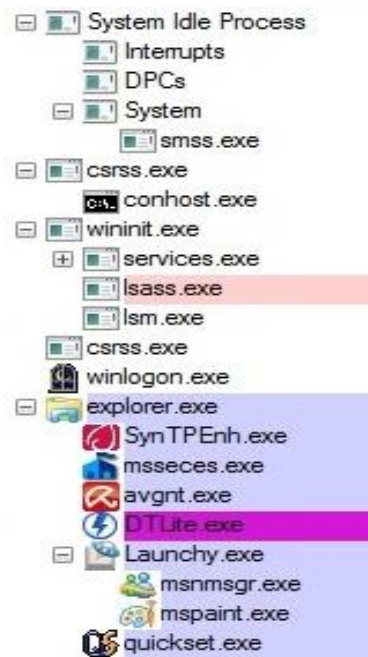 System Idle Process
Interrupts
DPCs
System
smss.exe
csrss.exe
conhost.exe
wininit.exe
services.exe
lsass.exe
lsm.exe
csrss.exe
winlogon.exe
explorer.exe
SynTPEnh.exe
msseces.exe
avgnt.exe
DTLite.exe
Launchy.exe
msnmsgr.exe
mspaint.exe
quickset.exe